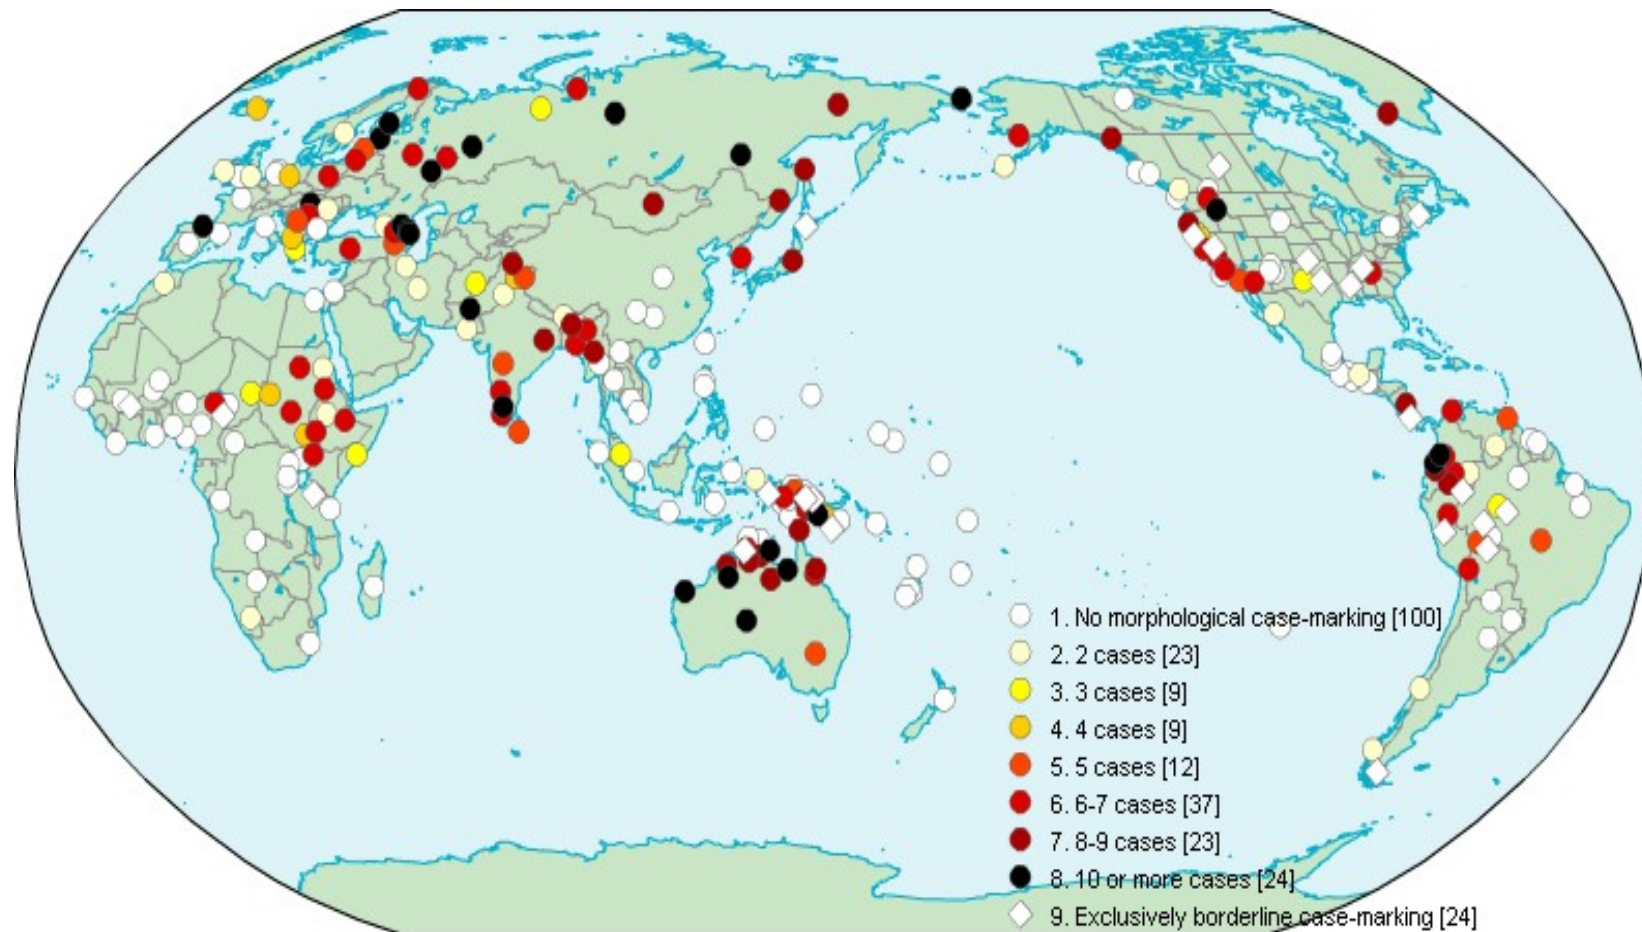 1. No morphological case-marking [100]
2. 2 cases [23]
3. 3 cases [9]
4. 4 cases [9]
5. 5 cases [12]
6. 6-7 cases [37]
7. 8-9 cases [23]
8. 10 or more cases [24]
9. Exclusively borderline case-marking [24]